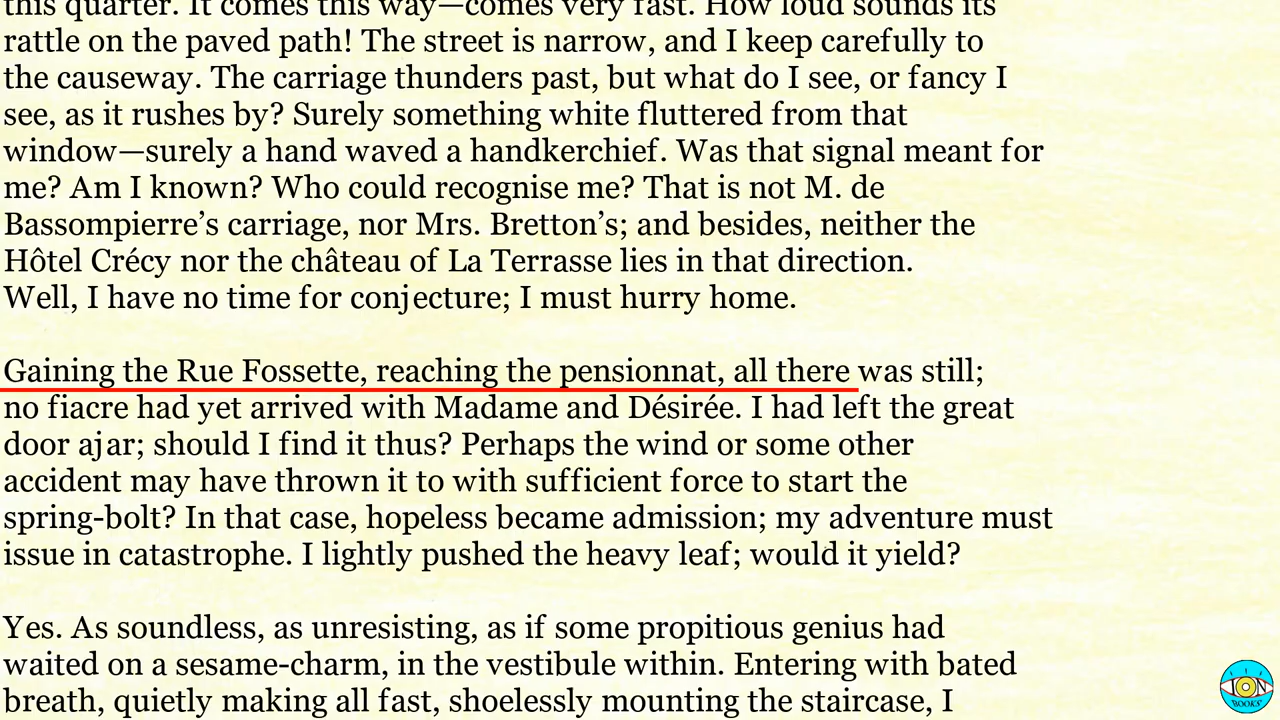 this quarter. It comes this way—comes very fast. How loud sounds its
rattle on the paved path! The street is narrow, and I keep carefully to
the causeway. The carriage thunders past, but what do I see, or fancy I
see, as it rushes by? Surely something white fluttered from that
window—surely a hand waved a handkerchief. Was that signal meant for
me? Am I known? Who could recognise me? That is not M. de
Bassompierre’s carriage, nor Mrs. Bretton’s; and besides, neither the
Hôtel Crécy nor the château of La Terrasse lies in that direction.
Well, I have no time for conjecture; I must hurry home.
Gaining the Rue Fossette, reaching the pensionnat, all there was still;
no fiacre had yet arrived with Madame and Désirée. I had left the great
door ajar; should I find it thus? Perhaps the wind or some other
accident may have thrown it to with sufficient force to start the
spring-bolt? In that case, hopeless became admission; my adventure must
issue in catastrophe. I lightly pushed the heavy leaf; would it yield?
Yes. As soundless, as unresisting, as if some propitious genius had
waited on a sesame-charm, in the vestibule within. Entering with bated
breath, quietly making all fast, shoelessly mounting the staircase, I
ION
BOOKS